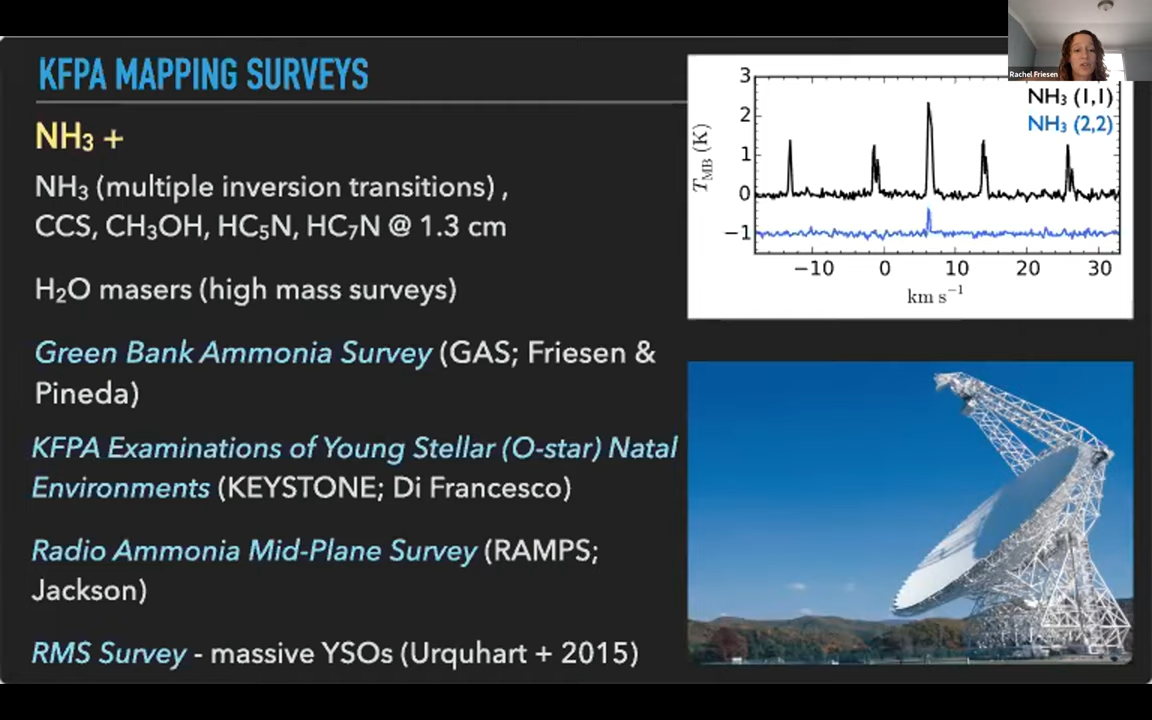 KFPA MAPPING SURVEYS
NH₃ +
NH₃ (multiple inversion transitions) ,
CCS, CH₃OH, HC₅N, HC₇N @ 1.3 cm
H₂O masers (high mass surveys)
Green Bank Ammonia Survey (GAS; Friesen &
Pineda)
KFPA Examinations of Young Stellar (O-star) Natal
Environments (KEYSTONE; Di Francesco)
Radio Ammonia Mid-Plane Survey (RAMPS;
Jackson)
RMS Survey - massive YSOs (Urquhart + 2015)
Rachel Friesen
NH₃ (1,1)
NH₃ (2,2)
T_MB (K)
3
2
1
0
−1
−10 0 10 20 30
km s⁻¹